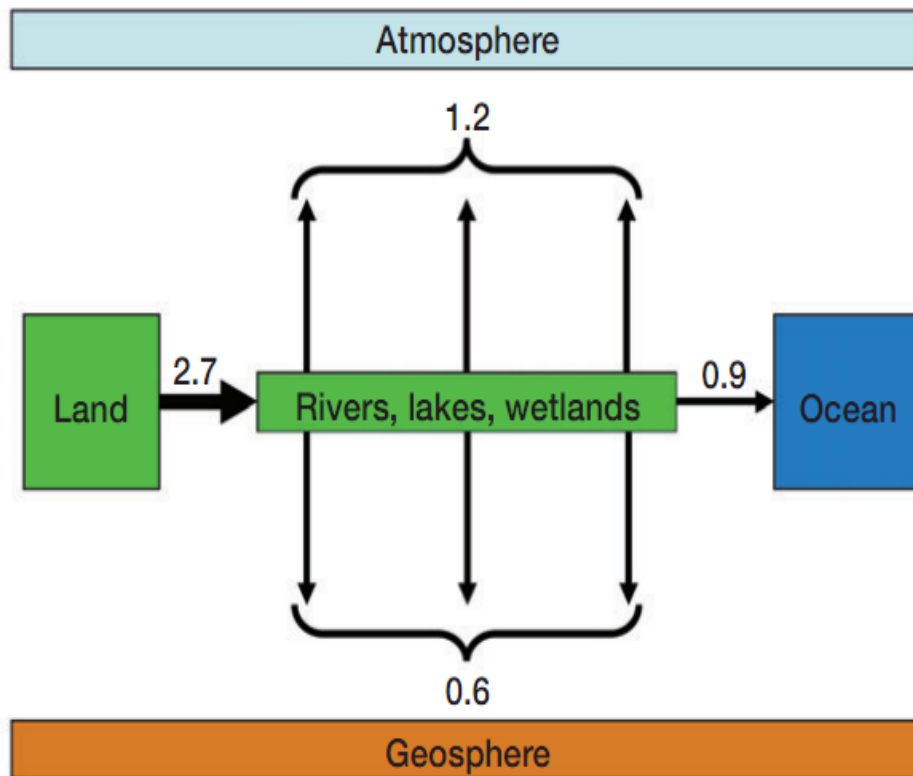 Atmosphere
1.2
2.7
0.9
Land
Rivers, lakes, wetlands
Ocean
0.6
Geosphere